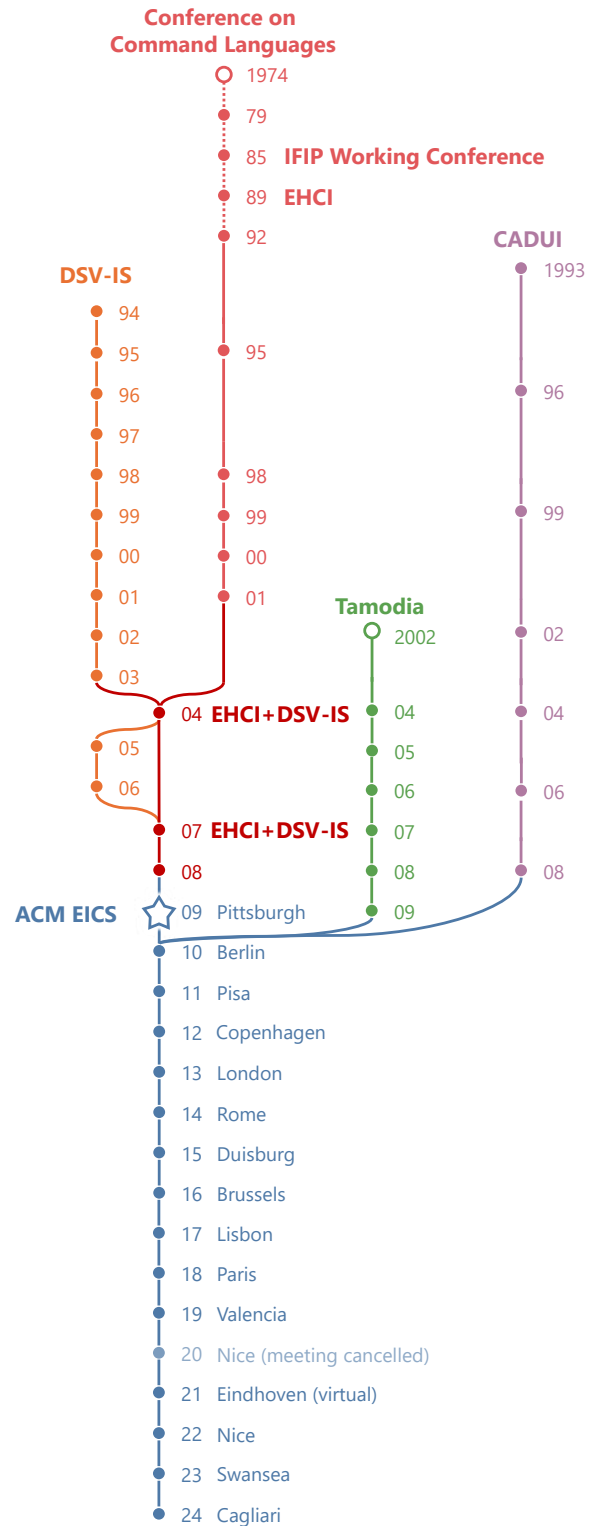 Conference on
Command Languages
1974
79
85 IFIP Working Conference
89 EHCI
92
CADUI
1993
DSV-IS
94
95
95
96
96
97
98
98
99
99
99
00
00
01
01
Tamodia
2002
02
02
03
04 EHCI+DSV-IS
04
04
05
05
06
06
06
07 EHCI+DSV-IS
07
08
08
08
ACM EICS
09 Pittsburgh
09
10 Berlin
11 Pisa
12 Copenhagen
13 London
14 Rome
15 Duisburg
16 Brussels
17 Lisbon
18 Paris
19 Valencia
20 Nice (meeting cancelled)
21 Eindhoven (virtual)
22 Nice
23 Swansea
24 Cagliari